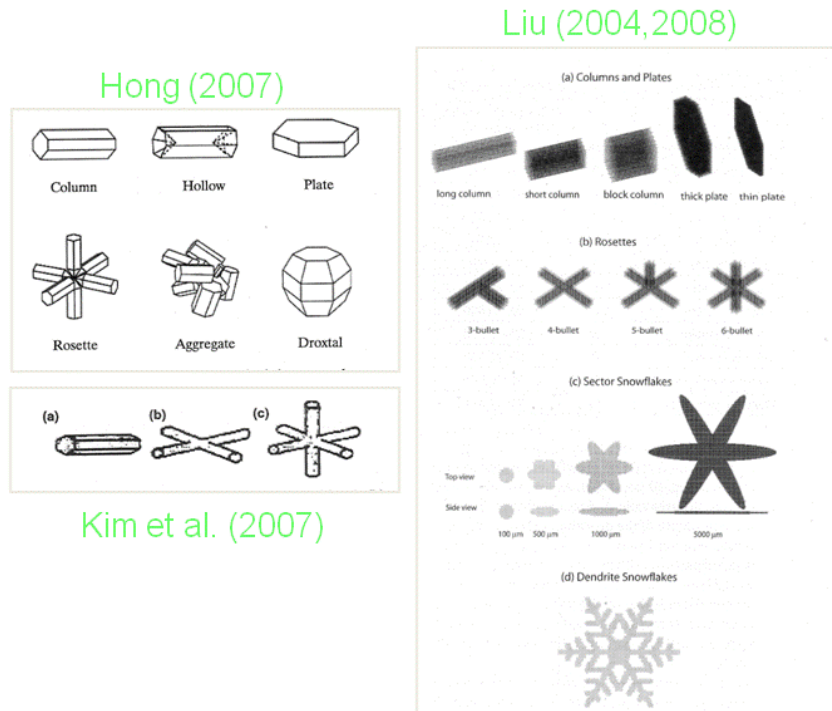 Liu (2004,2008)
Hong (2007)
Column Hollow Plate
Rosette Aggregate Droxtal
(a) (b) (c)
Kim et al. (2007)
(a) Columns and Plates
long column short column block column thick plate thin plate
(b) Rosettes
3-bullet 4-bullet 5-bullet 6-bullet
(c) Sector Snowflakes
Top view
Side view
100 μm 500 μm 1000 μm 5000 μm
(d) Dendrite Snowflakes